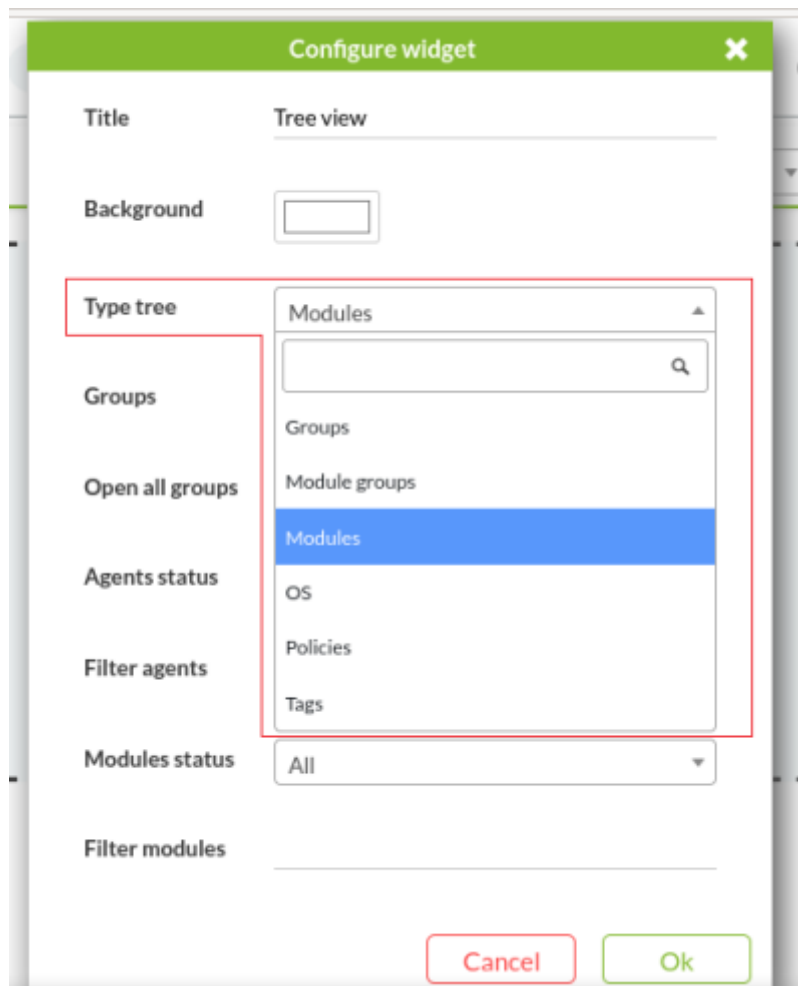 Configure widget
Title
Tree view
Background
Type tree
Modules
Groups
Groups
Module groups
Open all groups
Modules
Agents status
OS
Policies
Filter agents
Tags
Modules status
All
Filter modules
Cancel
Ok